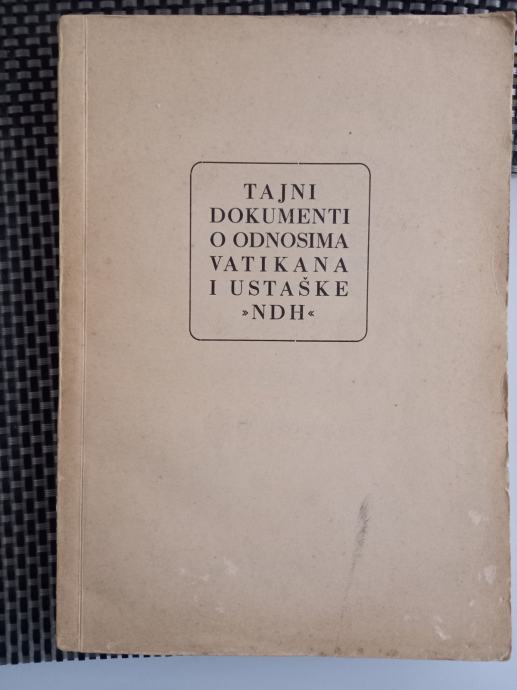 TAJNI
DOKUMENTI
O ODNOSIMA
VATIKANA
I USTAŠKE
»NDH«